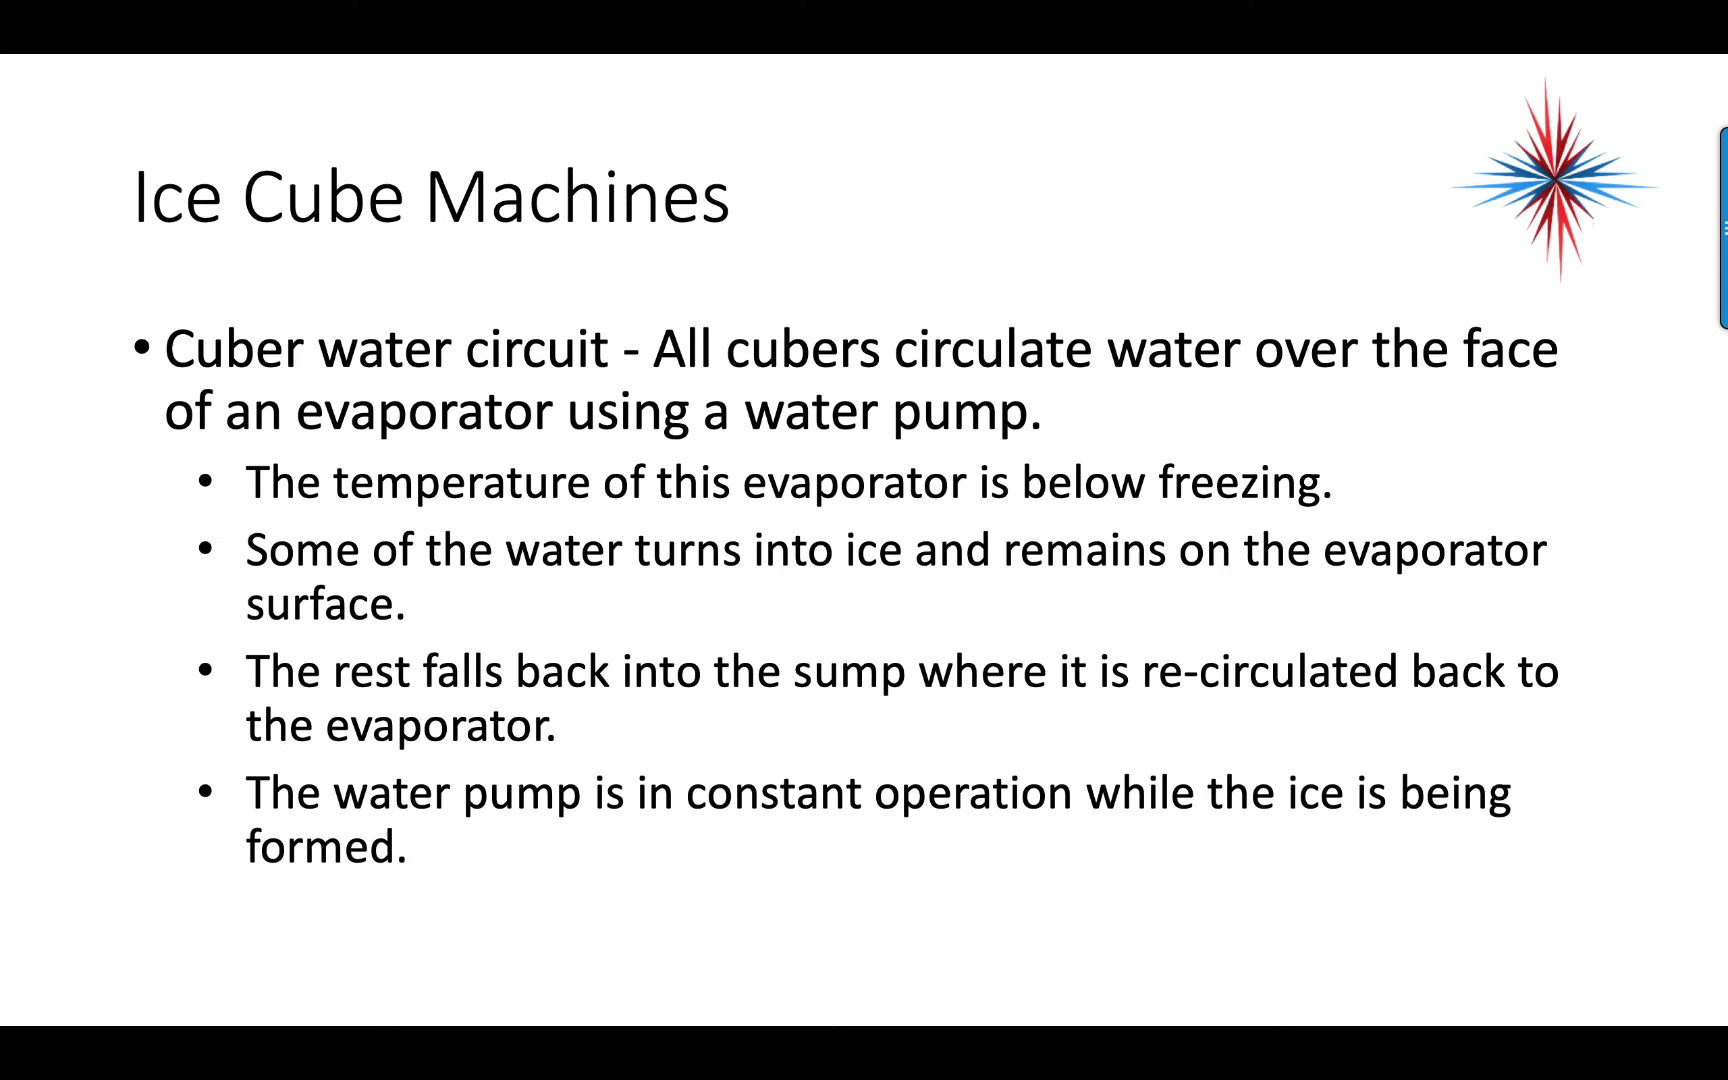 Ice Cube Machines
• Cuber water circuit - All cubers circulate water over the face
of an evaporator using a water pump.
• The temperature of this evaporator is below freezing.
• Some of the water turns into ice and remains on the evaporator
surface.
• The rest falls back into the sump where it is re-circulated back to
the evaporator.
• The water pump is in constant operation while the ice is being
formed.